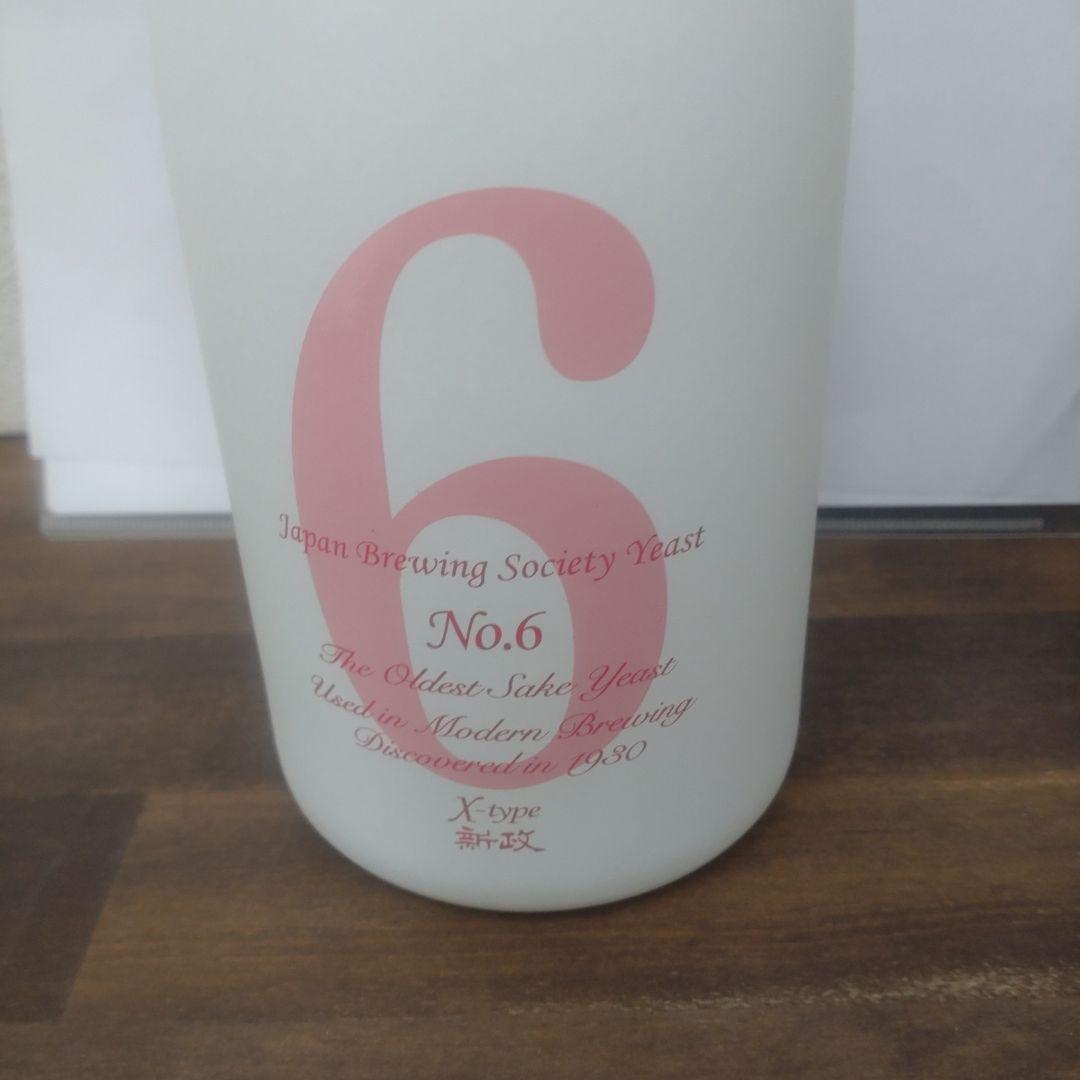 6
Japan Brewing Society Yeast
No.6
The Oldest Sake Yeast
Used in Modern Brewing
Discovered in 1930
X-type
新政